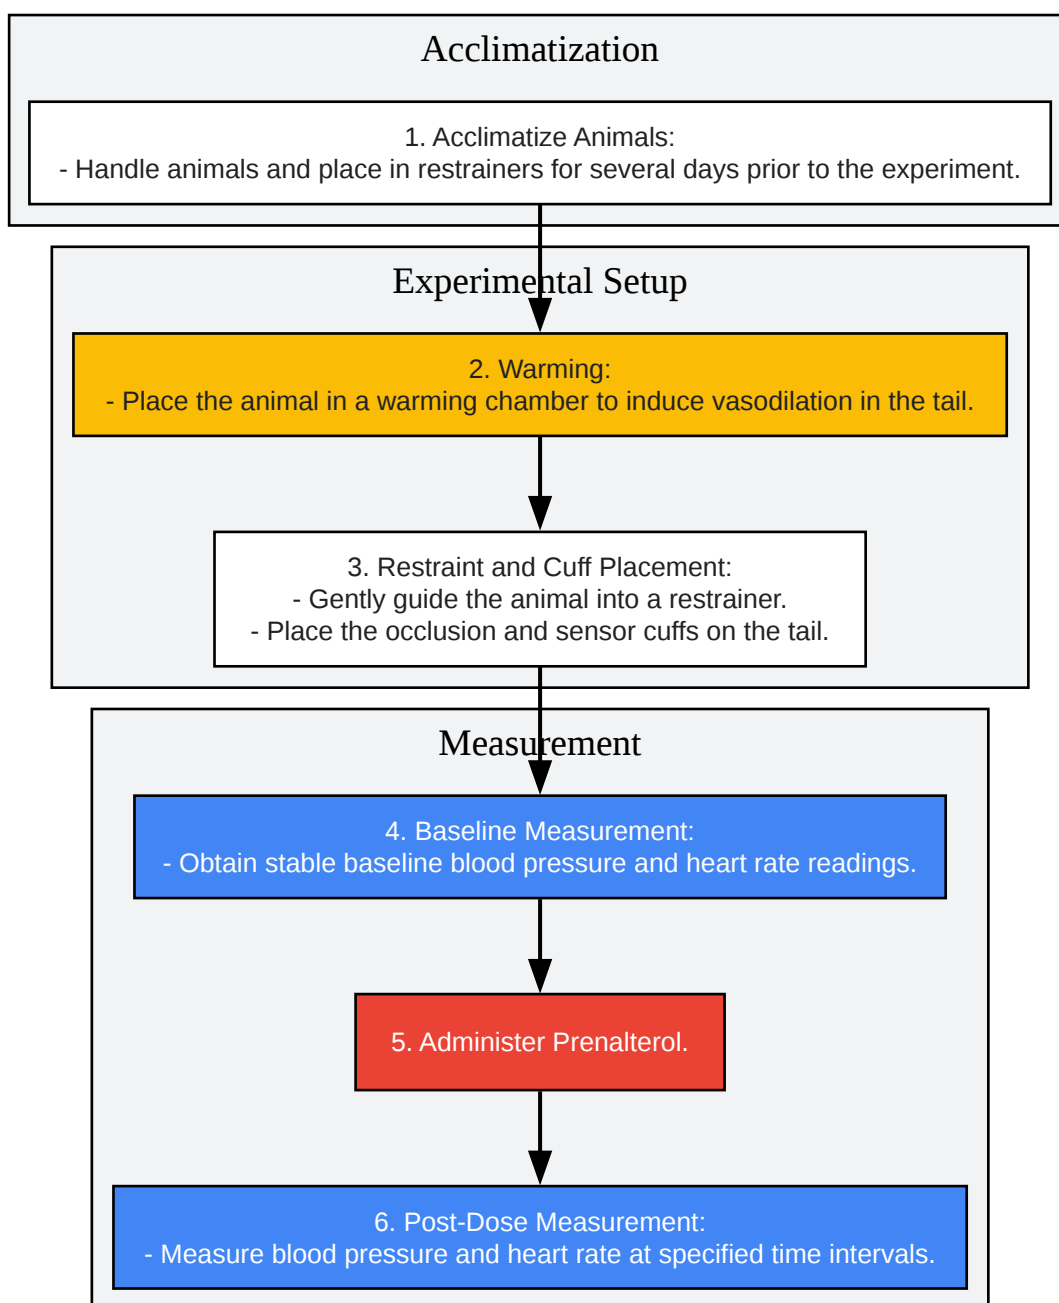 Acclimatization
1. Acclimatize Animals:
- Handle animals and place in restrainers for several days prior to the experiment.
Experimental Setup
2. Warming:
- Place the animal in a warming chamber to induce vasodilation in the tail.
3. Restraint and Cuff Placement:
- Gently guide the animal into a restrainer.
- Place the occlusion and sensor cuffs on the tail.
Measurement
4. Baseline Measurement:
- Obtain stable baseline blood pressure and heart rate readings.
5. Administer Prenalterol.
6. Post-Dose Measurement:
- Measure blood pressure and heart rate at specified time intervals.